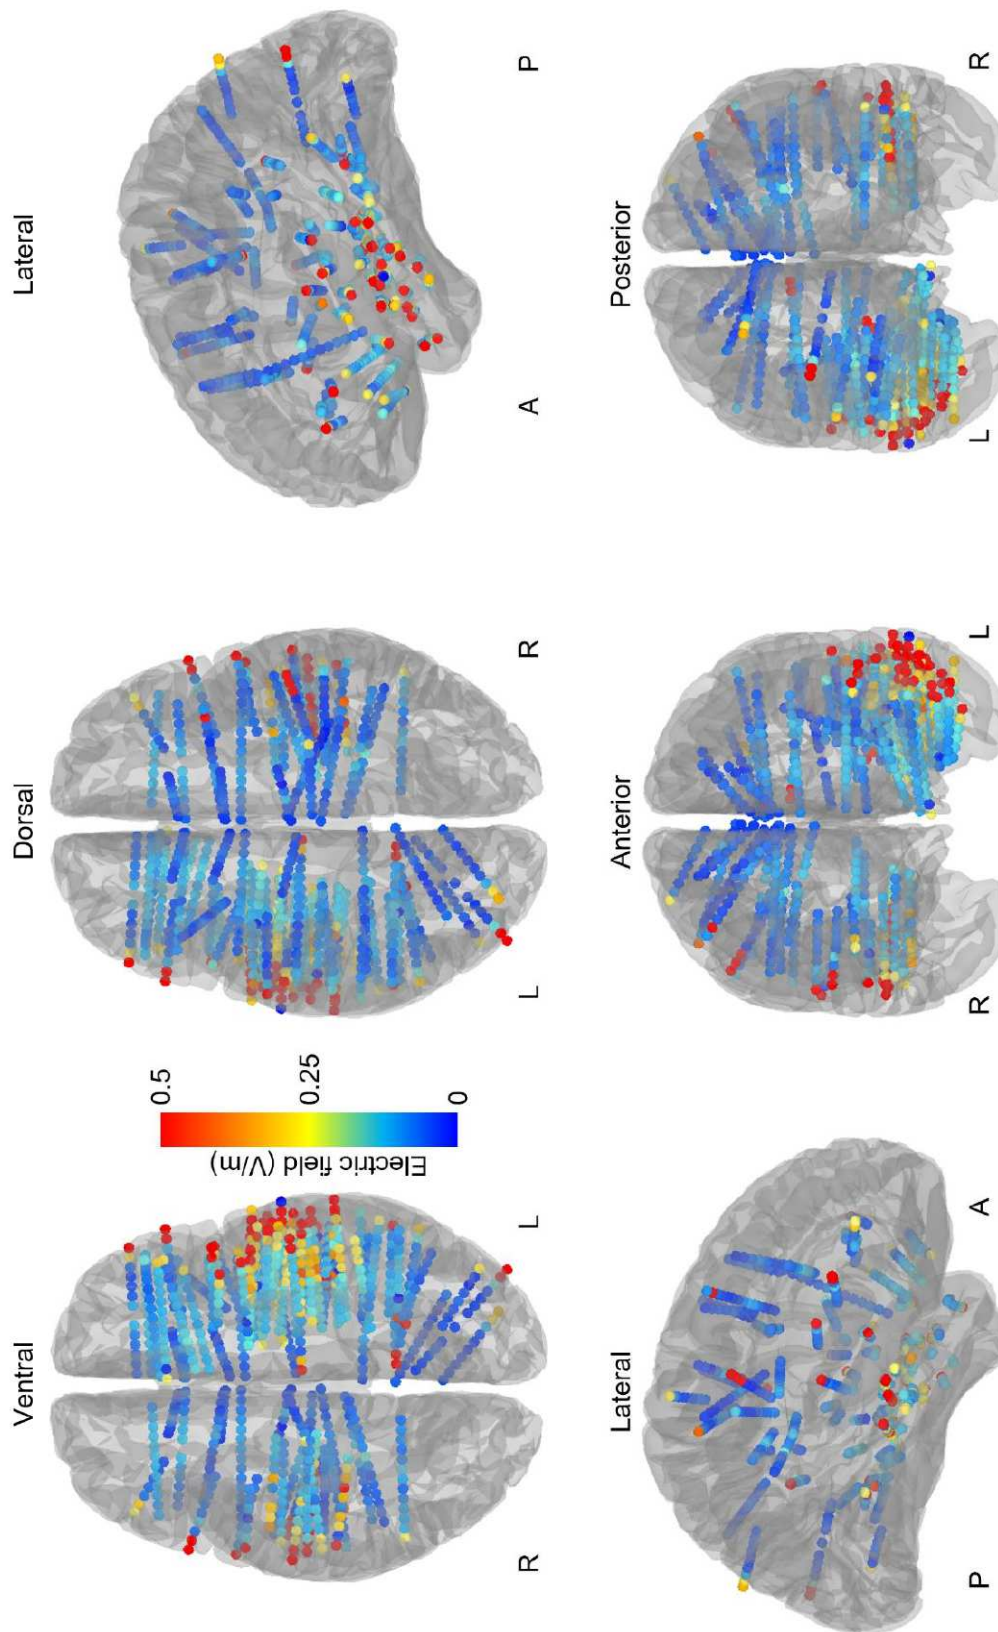 Ventral
Dorsal
Lateral
0.5
0.25
0
Electric field (V/m)
R L
L R
A P
Lateral
Anterior
Posterior
P A
R L
L R